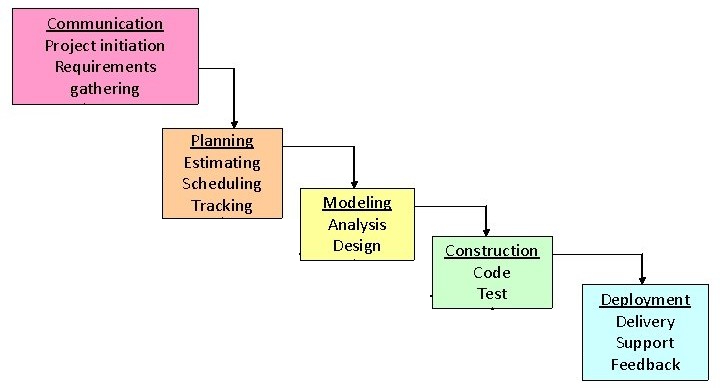 Communication
Project initiation
Requirements
gathering
Planning
Estimating
Scheduling
Tracking
Modeling
Analysis
Design
Construction
Code
Test
Deployment
Delivery
Support
Feedback